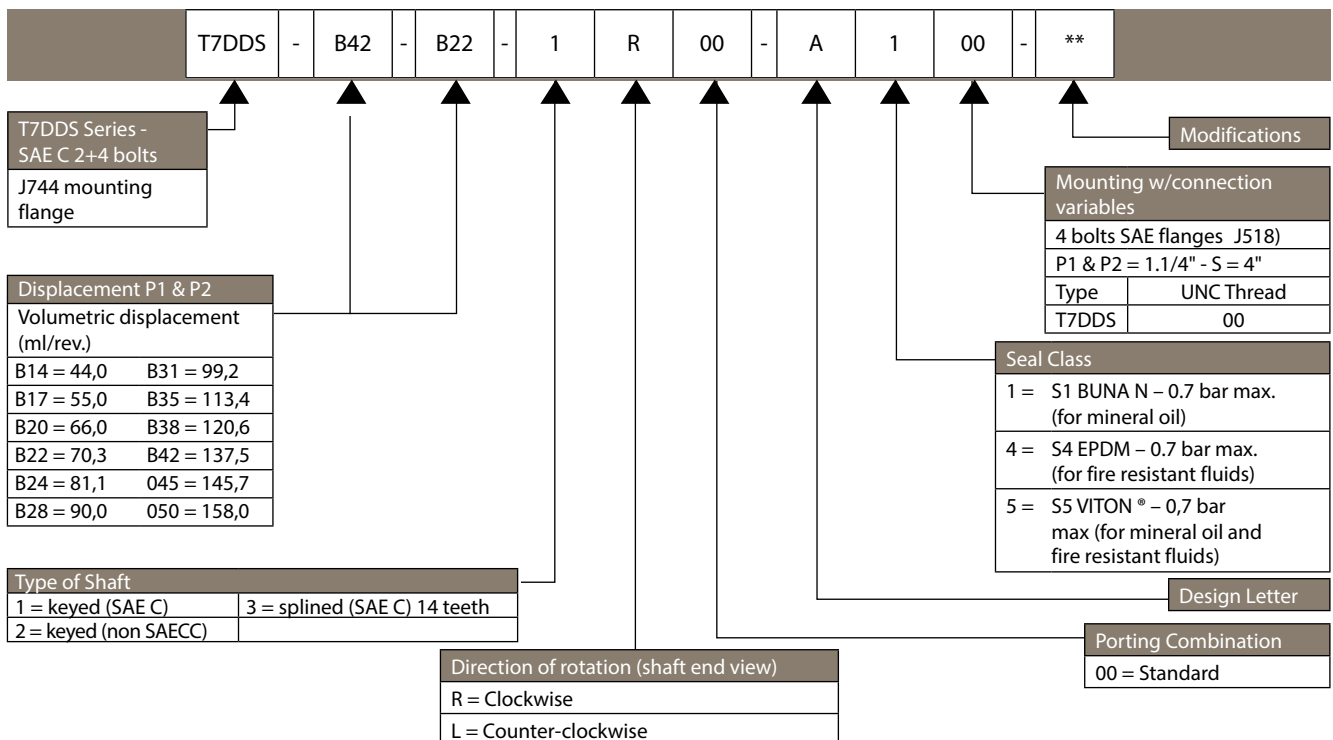 T7DDS - B42 - B22 - 1 R 00 - A 1 00 - **
T7DDS Series -
SAE C 2+4 bolts
J744 mounting
flange
Displacement P1 & P2
Volumetric displacement
(ml/rev.)
B14 = 44,0 B31 = 99,2
B17 = 55,0 B35 = 113,4
B20 = 66,0 B38 = 120,6
B22 = 70,3 B42 = 137,5
B24 = 81,1 045 = 145,7
B28 = 90,0 050 = 158,0
Type of Shaft
1 = keyed (SAE C) 3 = splined (SAE C) 14 teeth
2 = keyed (non SAECC)
Direction of rotation (shaft end view)
R = Clockwise
L = Counter-clockwise
Modifications
Mounting w/connection
variables
4 bolts SAE flanges J518)
P1 & P2 = 1.1/4" - S = 4"
Type UNC Thread
T7DDS 00
Seal Class
1 = S1 BUNA N – 0.7 bar max.
(for mineral oil)
4 = S4 EPDM – 0.7 bar max.
(for fire resistant fluids)
5 = S5 VITON ® – 0,7 bar
max (for mineral oil and
fire resistant fluids)
Design Letter
Porting Combination
00 = Standard